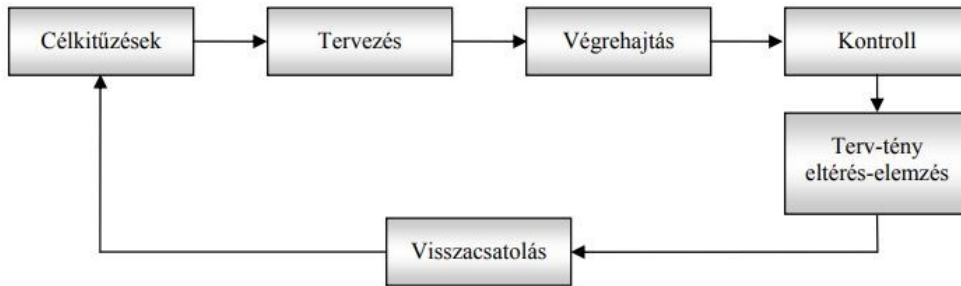 Célkitűzések
Tervezés
Végrehajtás
Kontroll
Terv-tény
eltérés-elemzés
Visszacsatolás